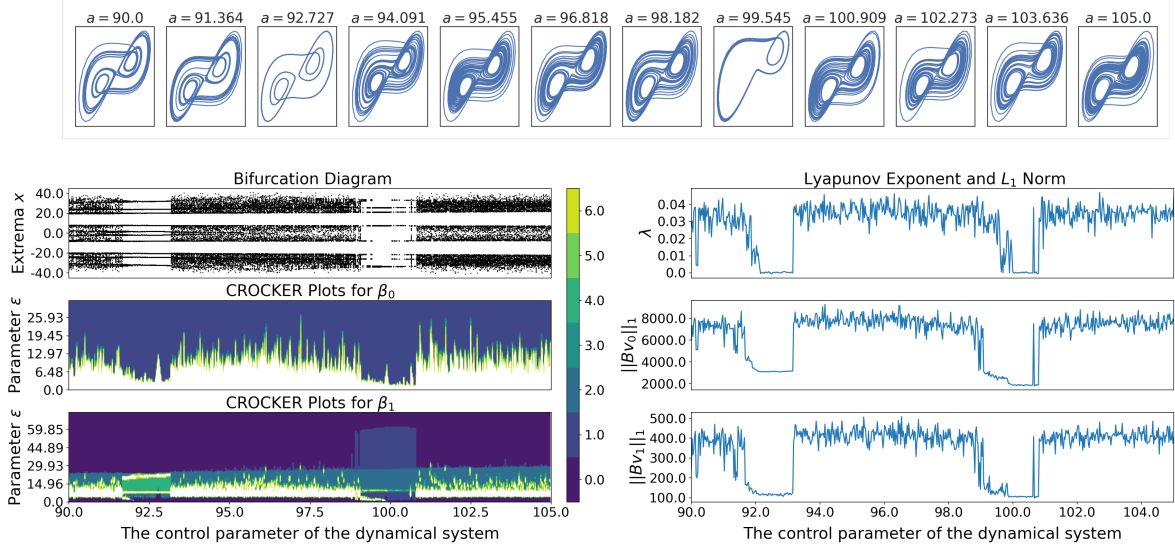 a = 90.0 a = 91.364 a = 92.727 a = 94.091 a = 95.455 a = 96.818 a = 98.182 a = 99.545 a = 100.909 a = 102.273 a = 103.636 a = 105.0
Bifurcation Diagram
Extrema x
40.0
20.0
0.0
-20.0
-40.0
CROCKER Plots for β₀
Parameter ε
25.93
19.45
12.97
6.48
0.0
CROCKER Plots for β₁
Parameter ε
59.85
44.89
29.93
14.96
0.0
90.0 92.5 95.0 97.5 100.0 102.5 105.0
The control parameter of the dynamical system
6.0
5.0
4.0
3.0
2.0
1.0
0.0
Lyapunov Exponent and L₁ Norm
λ
0.04
0.03
0.02
0.01
0.0
||Bv₀||₁
8000.0
6000.0
4000.0
2000.0
||Bv₁||₁
500.0
400.0
300.0
200.0
100.0
90.0 92.0 94.0 96.0 98.0 100.0 102.0 104.0
The control parameter of the dynamical system